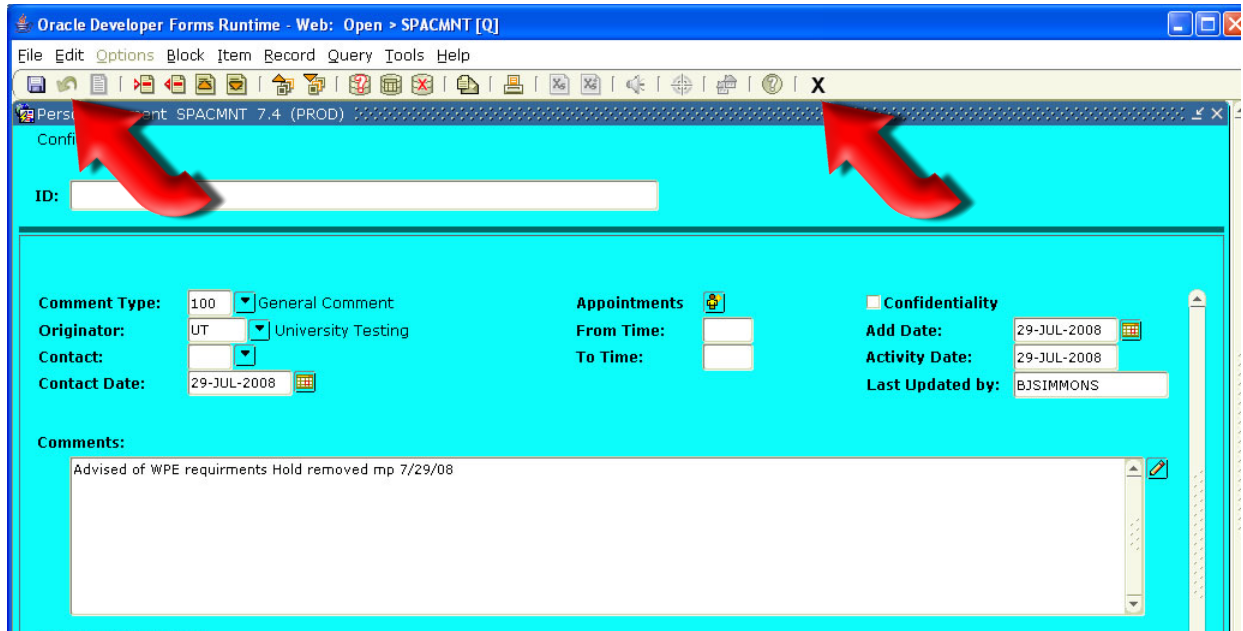 Oracle Developer Forms Runtime - Web: Open > SPACMNT [Q]
File Edit Options Block Item Record Query Tools Help
X
Pers ent SPACMNT 7.4 (PROD)
Confi
ID:
Comment Type: 100 General Comment Appointments Confidentiality
Originator: UT University Testing From Time: Add Date: 29-JUL-2008
Contact: To Time: Activity Date: 29-JUL-2008
Contact Date: 29-JUL-2008 Last Updated by: BJSIMMONS
Comments:
Advised of WPE requirments Hold removed mp 7/29/08